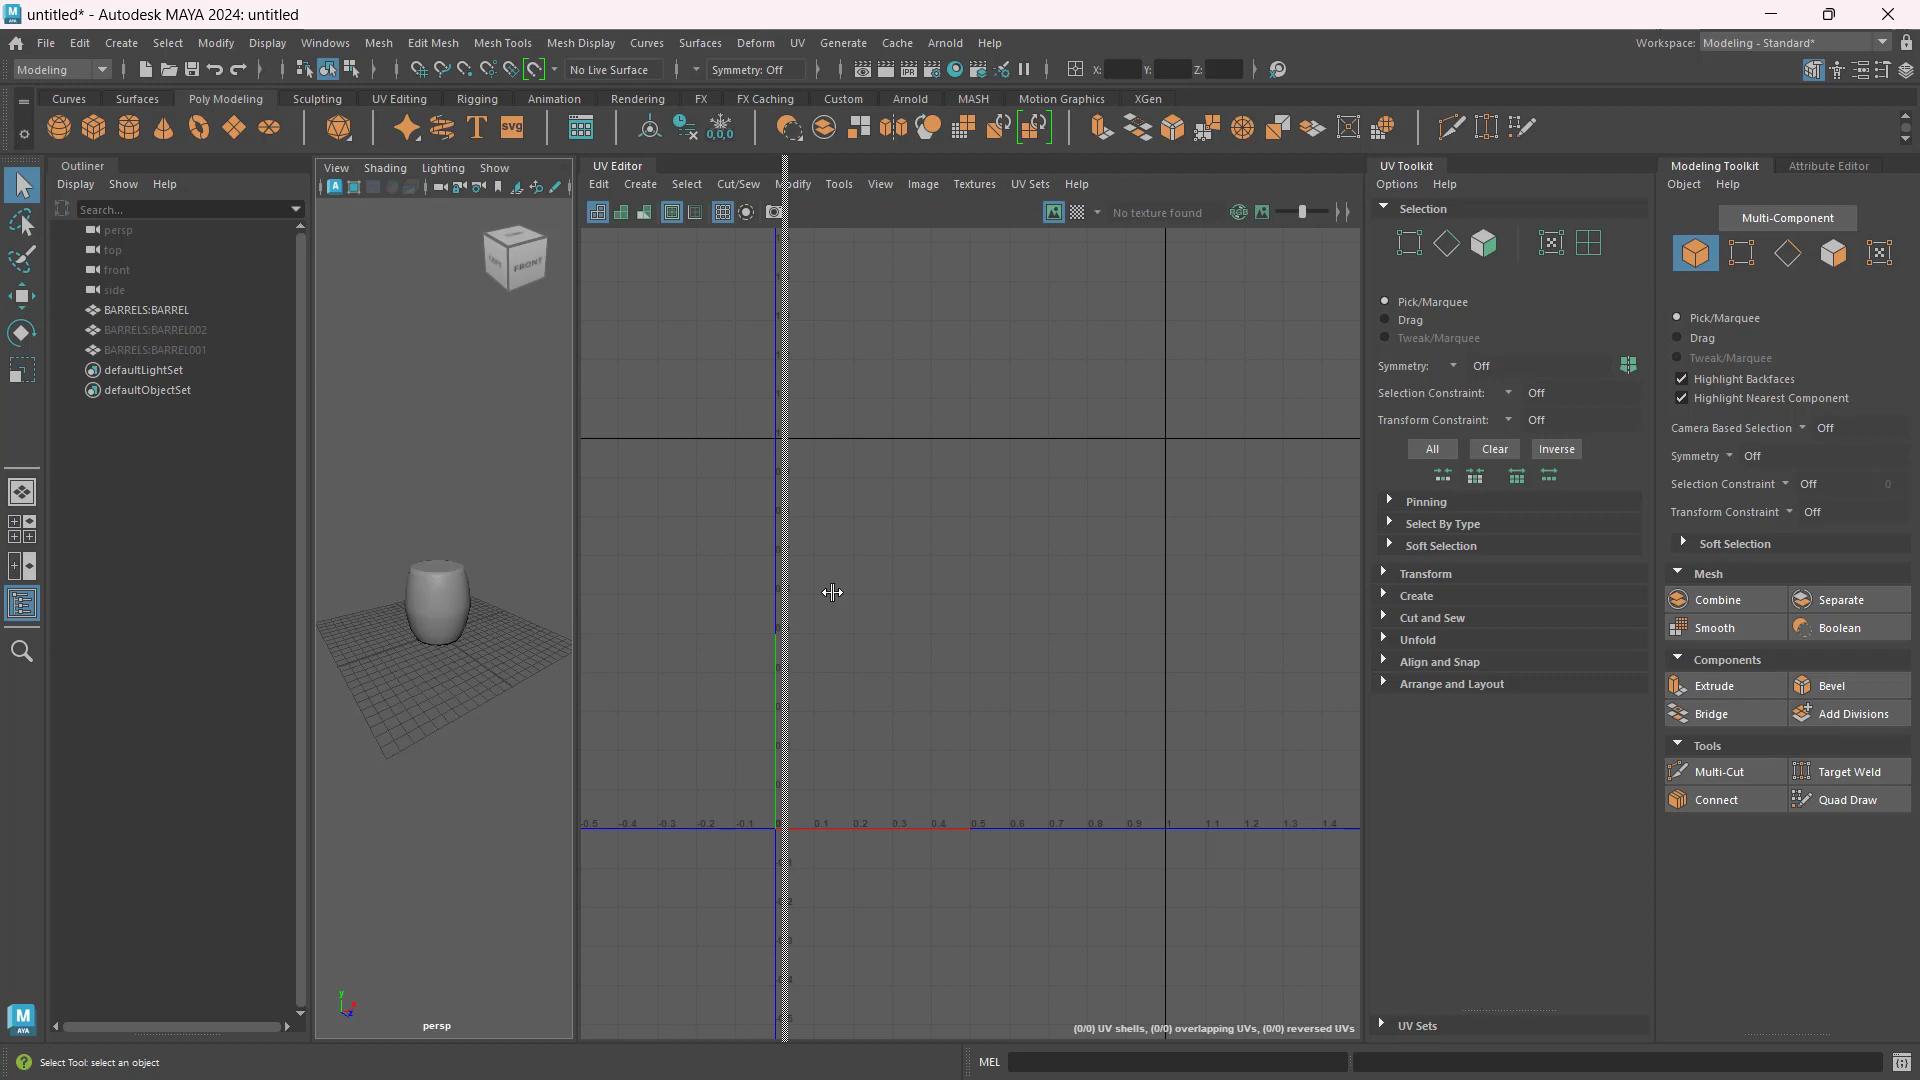 untitled* - Autodesk MAYA 2024: untitled
File Edit Create Select Modify Display Windows Mesh Edit Mesh Mesh Tools Mesh Display Curves Surfaces Deform UV Generate Cache Arnold Help
Workspace: Modeling - Standard*
Modeling
No Live Surface
Symmetry: Off
X: Y: Z:
Curves Surfaces Poly Modeling Sculpting UV Editing Rigging Animation Rendering FX FX Caching Custom Arnold MASH Motion Graphics XGen
Outliner
Display Show Help
Search...
persp
top
front
side
BARRELS:BARREL
BARRELS:BARREL002
BARRELS:BARREL001
defaultLightSet
defaultObjectSet
View Shading Lighting Show
LEFT FRONT
y
x
z
persp
UV Editor
Edit Create Select Cut/Sew Modify Tools View Image Textures UV Sets Help
No texture found
-0.5 -0.4 -0.3 -0.2 -0.1 0.1 0.2 0.3 0.4 0.5 0.6 0.7 0.8 0.9 1 1.1 1.2 1.3 1.4
(0/0) UV shells, (0/0) overlapping UVs, (0/0) reversed UVs
UV Toolkit
Options Help
Selection
Pick/Marquee
Drag
Tweak/Marquee
Symmetry: Off
Selection Constraint: Off
Transform Constraint: Off
All Clear Inverse
Pinning
Select By Type
Soft Selection
Transform
Create
Cut and Sew
Unfold
Align and Snap
Arrange and Layout
UV Sets
Modeling Toolkit Attribute Editor
Object Help
Multi-Component
Pick/Marquee
Drag
Tweak/Marquee
Highlight Backfaces
Highlight Nearest Component
Camera Based Selection Off
Symmetry Off
Selection Constraint Off 0
Transform Constraint Off
Soft Selection
Mesh
Combine Separate
Smooth Boolean
Components
Extrude Bevel
Bridge Add Divisions
Tools
Multi-Cut Target Weld
Connect Quad Draw
Select Tool: select an object
MEL